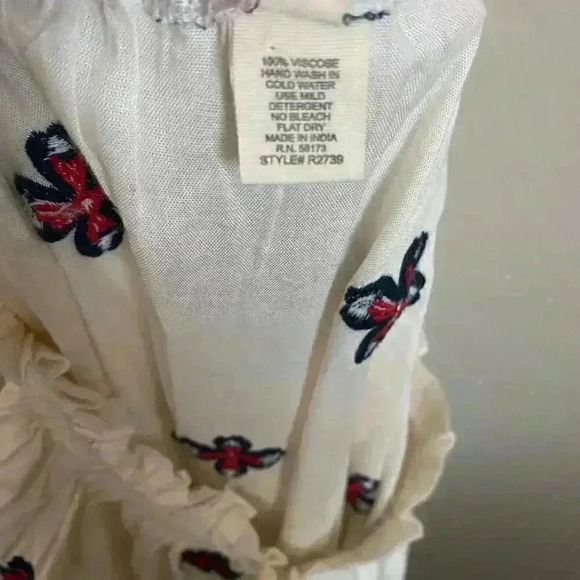 100% VISCOSE
HAND WASH IN
COLD WATER
USE MILD
DETERGENT
NO BLEACH
FLAT DRY
MADE IN INDIA
R.N. 58173
STYLE# R2739